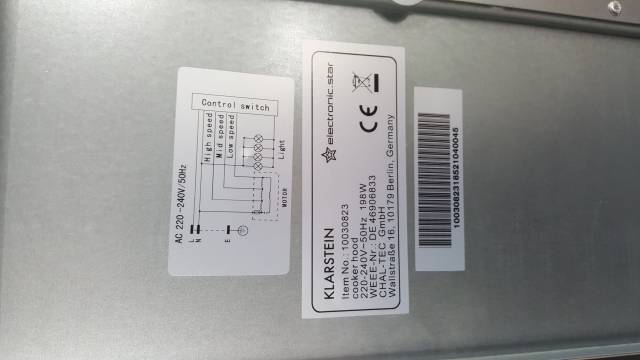 Control switch
High speed
Mid speed
Low speed
Light
MOTOR
AC 220-240V/50Hz
L
N
E
electronic.star
CE
KLARSTEIN
Item No.: 10030823
cooker hood
220-240V~50Hz 198W
WEEE-Nr.: DE 46906833
CHAL-TEC GmbH
Wallstraße 16, 10179 Berlin, Germany
1003082318521040045